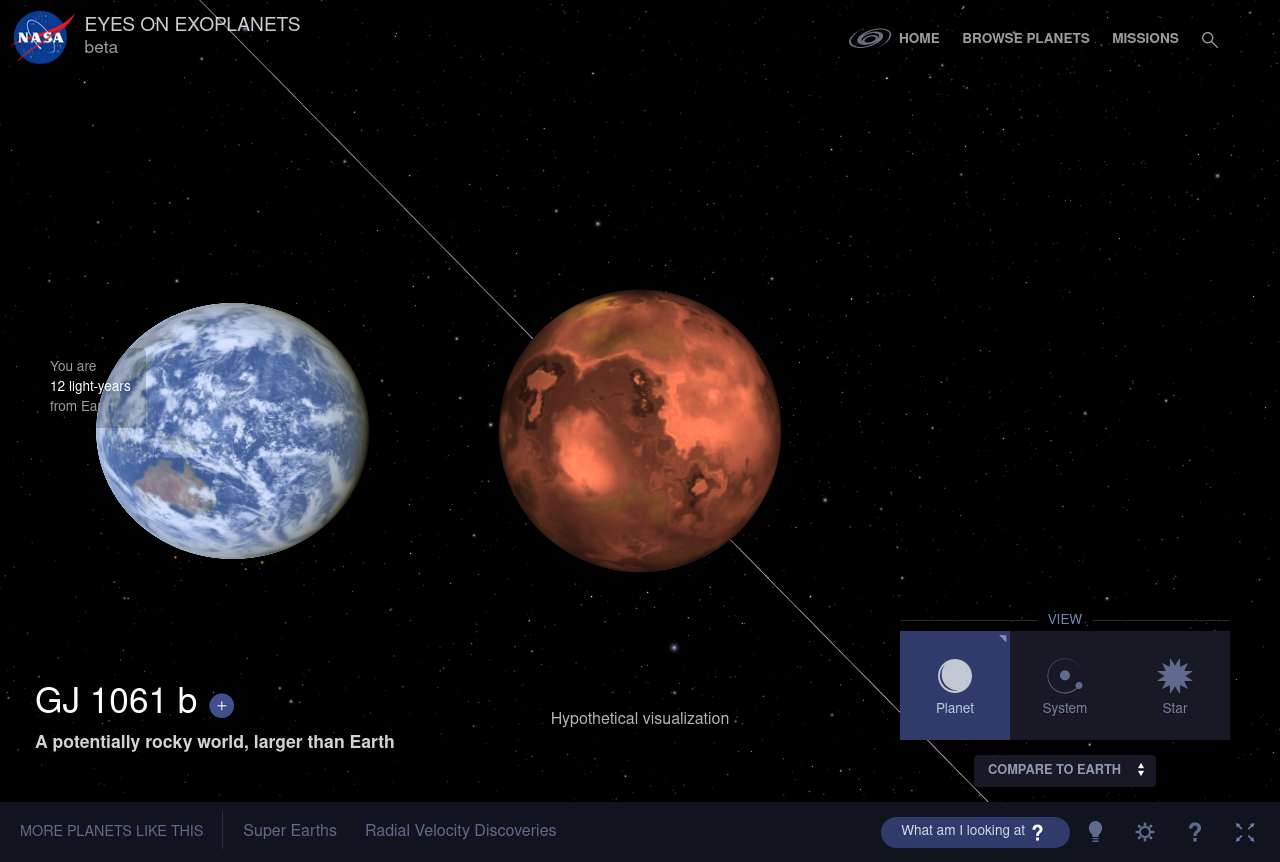 NASA
EYES ON EXOPLANETS
beta
HOME
BROWSE PLANETS
MISSIONS
You are
12 light-years
from Earth
VIEW
Planet
System
Star
GJ 1061 b +
A potentially rocky world, larger than Earth
Hypothetical visualization
COMPARE TO EARTH
MORE PLANETS LIKE THIS
Super Earths
Radial Velocity Discoveries
What am I looking at ?
?